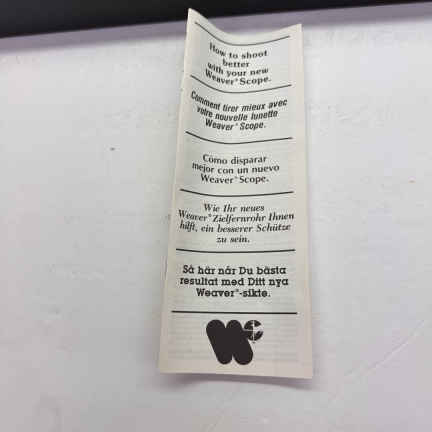 How to shoot
better
with your new
Weaver® Scope.
Comment tirer mieux avec
votre nouvelle lunette
Weaver® Scope.
Cómo disparar
mejor con un nuevo
Weaver® Scope.
Wie Ihr neues
Weaver® Zielfernrohr Ihnen
hilft, ein besserer Schütze
zu sein.
Så här når Du bästa
resultat med Ditt nya
Weaver®-sikte.
W